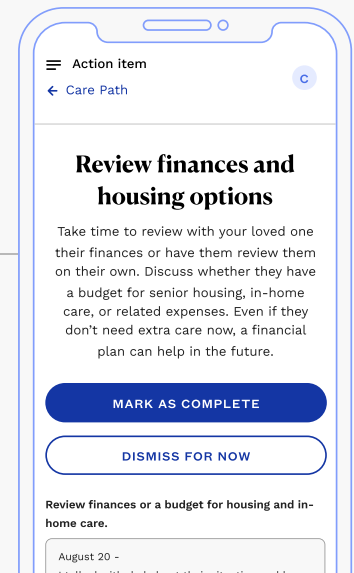 Action item
C
Care Path
Review finances and
housing options
Take time to review with your loved one
their finances or have them review them
on their own. Discuss whether they have
a budget for senior housing, in-home
care, or related expenses. Even if they
don’t need extra care now, a financial
plan can help in the future.
MARK AS COMPLETE
DISMISS FOR NOW
Review finances or a budget for housing and in-
home care.
August 20 -